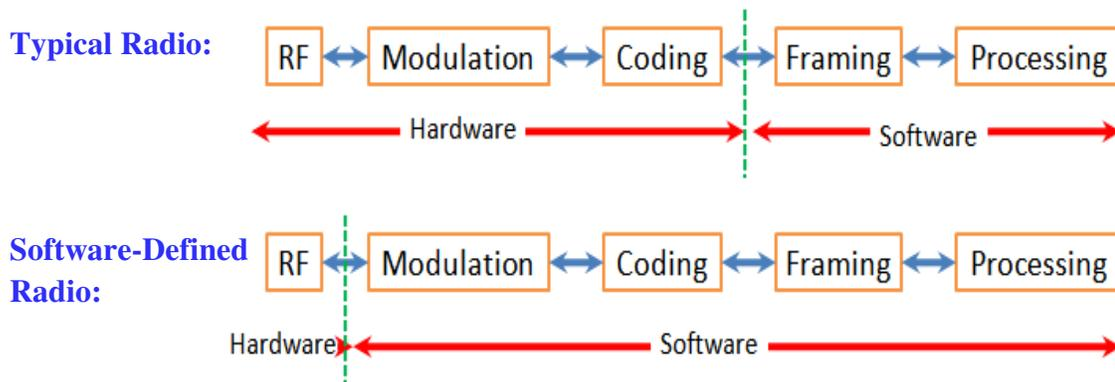 Typical Radio:
RF Modulation Coding Framing Processing
Hardware Software
Software-Defined
Radio:
RF Modulation Coding Framing Processing
Hardware Software